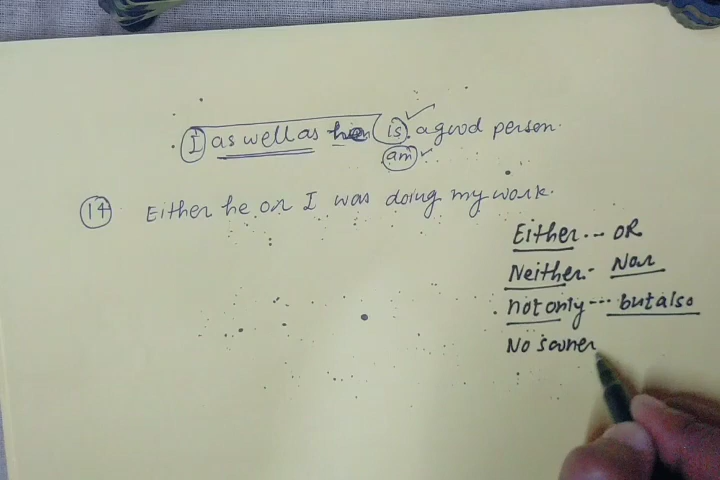 I as well as he is a good person.
am
14 Either he or I was doing my work.
Either... OR
Neither- Nor
not only --- but also
No sooner